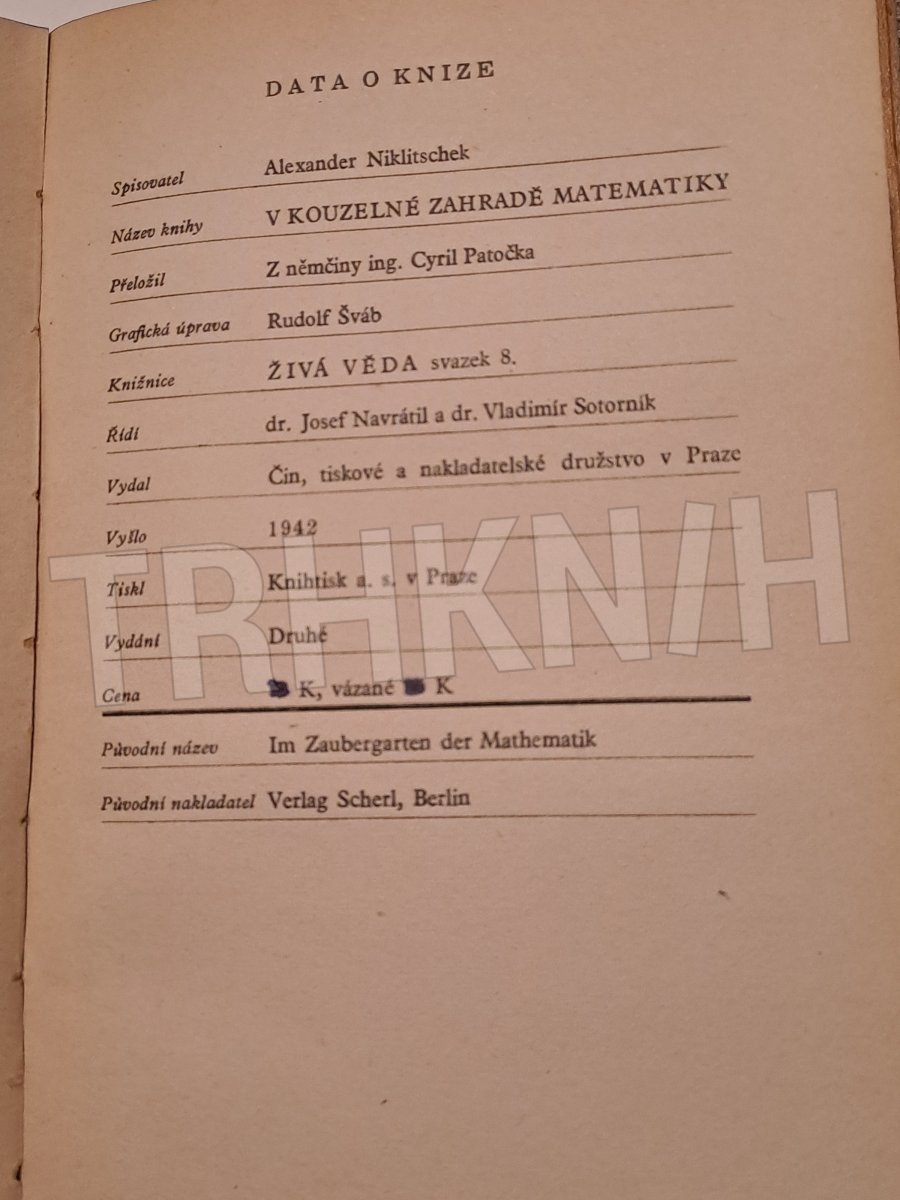 DATA O KNIZE
Spisovatel Alexander Niklitschek
Název knihy V KOUZELNÉ ZAHRADĚ MATEMATIKY
Přeložil Z němčiny ing. Cyril Patočka
Grafická úprava Rudolf Šváb
Knižnice ŽIVÁ VĚDA svazek 8.
Řídí dr. Josef Navrátil a dr. Vladimír Sotorník
Vydal Čin, tiskové a nakladatelské družstvo v Praze
Vyšlo 1942
Tiskl Knihtisk a. s. v Praze
Vydání Druhé
Cena K, vázané K
Původní název Im Zaubergarten der Mathematik
Původní nakladatel Verlag Scherl, Berlin
TRHKN/H